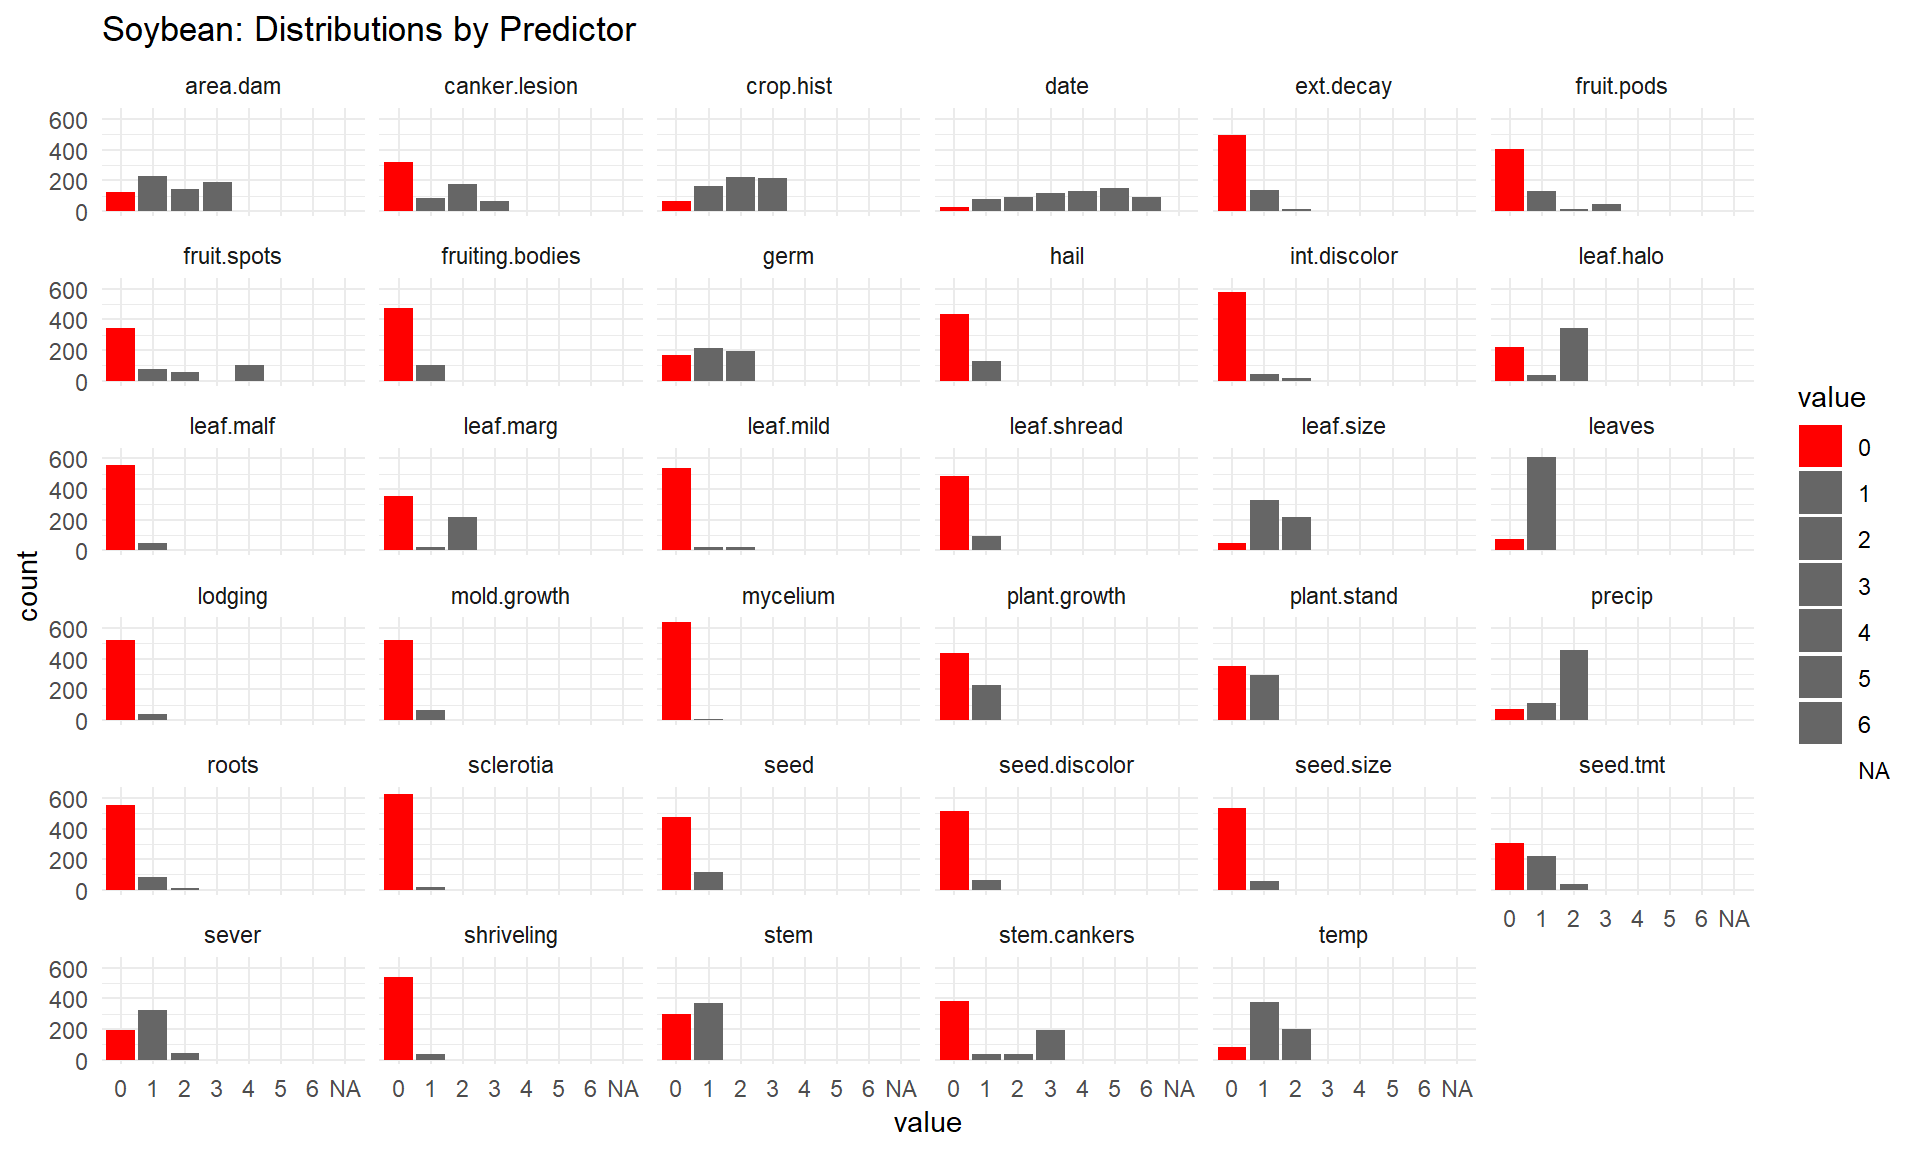 Soybean: Distributions by Predictor
area.dam canker.lesion crop.hist date ext.decay fruit.pods
600
400
200
0
fruit.spots fruiting.bodies germ hail int.discolor leaf.halo
600
400
200
0
leaf.malf leaf.marg leaf.mild leaf.shread leaf.size leaves
600
400
200
0
lodging mold.growth mycelium plant.growth plant.stand precip
600
400
200
0
roots sclerotia seed seed.discolor seed.size seed.tmt
600
400
200
0
0 1 2 3 4 5 6 NA
sever shriveling stem stem.cankers temp
600
400
200
0
0 1 2 3 4 5 6 NA 0 1 2 3 4 5 6 NA 0 1 2 3 4 5 6 NA 0 1 2 3 4 5 6 NA 0 1 2 3 4 5 6 NA
value
count
value
0
1
2
3
4
5
6
NA